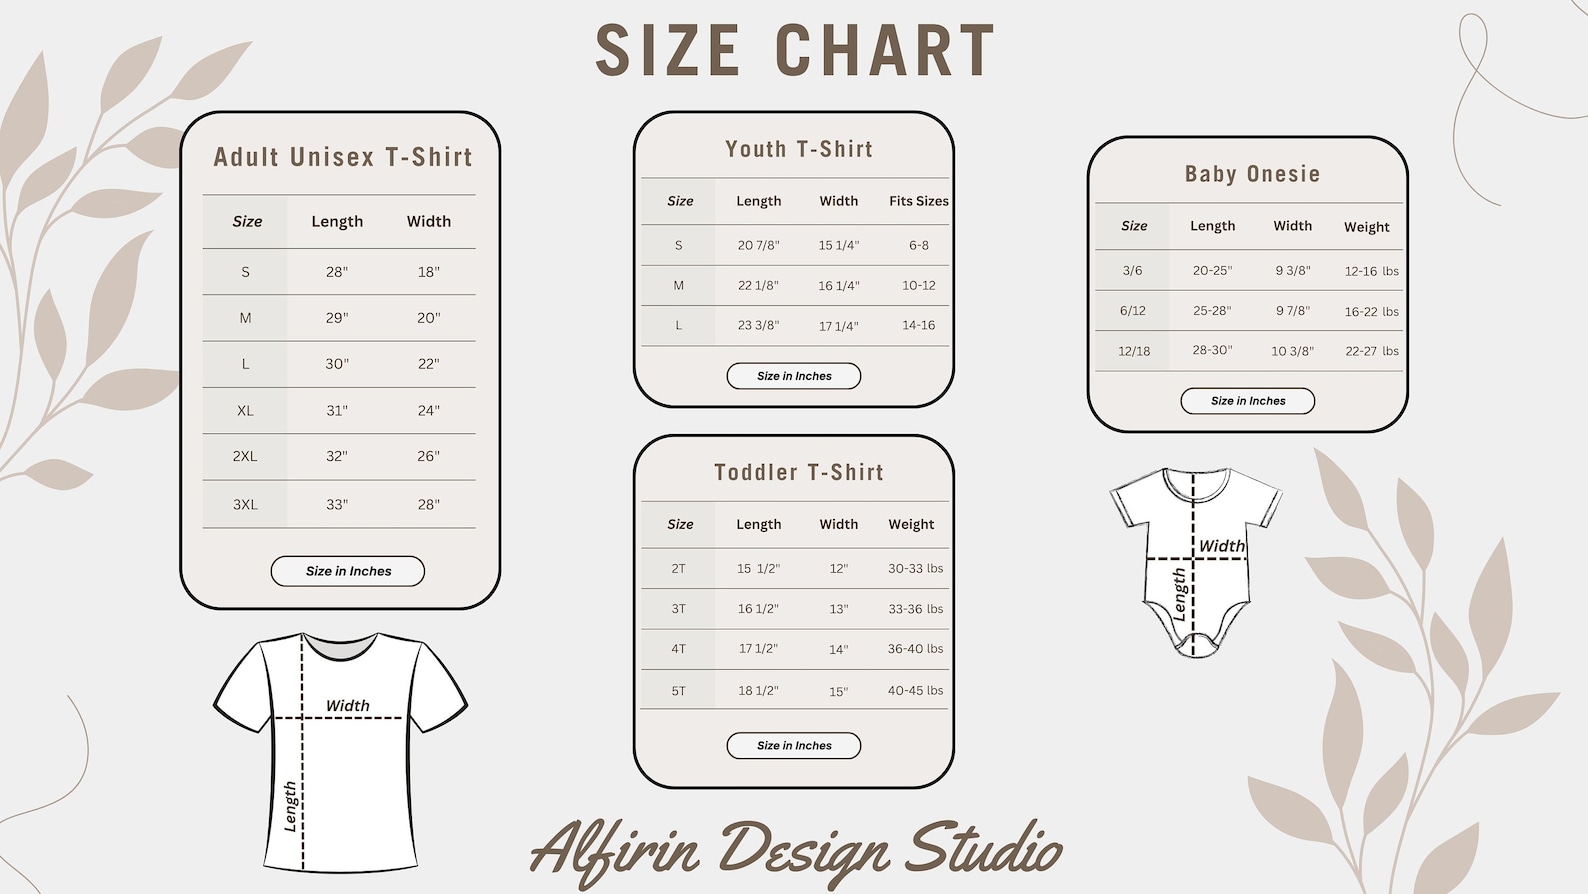 SIZE CHART
Adult Unisex T-Shirt
Size Length Width
S 28" 18"
M 29" 20"
L 30" 22"
XL 31" 24"
2XL 32" 26"
3XL 33" 28"
Size in Inches
Width
Length
Youth T-Shirt
Size Length Width Fits Sizes
S 20 7/8" 15 1/4" 6-8
M 22 1/8" 16 1/4" 10-12
L 23 3/8" 17 1/4" 14-16
Size in Inches
Toddler T-Shirt
Size Length Width Weight
2T 15 1/2" 12" 30-33 lbs
3T 16 1/2" 13" 33-36 lbs
4T 17 1/2" 14" 36-40 lbs
5T 18 1/2" 15" 40-45 lbs
Size in Inches
Baby Onesie
Size Length Width Weight
3/6 20-25" 9 3/8" 12-16 lbs
6/12 25-28" 9 7/8" 16-22 lbs
12/18 28-30" 10 3/8" 22-27 lbs
Size in Inches
Width
Length
Alfirin Design Studio